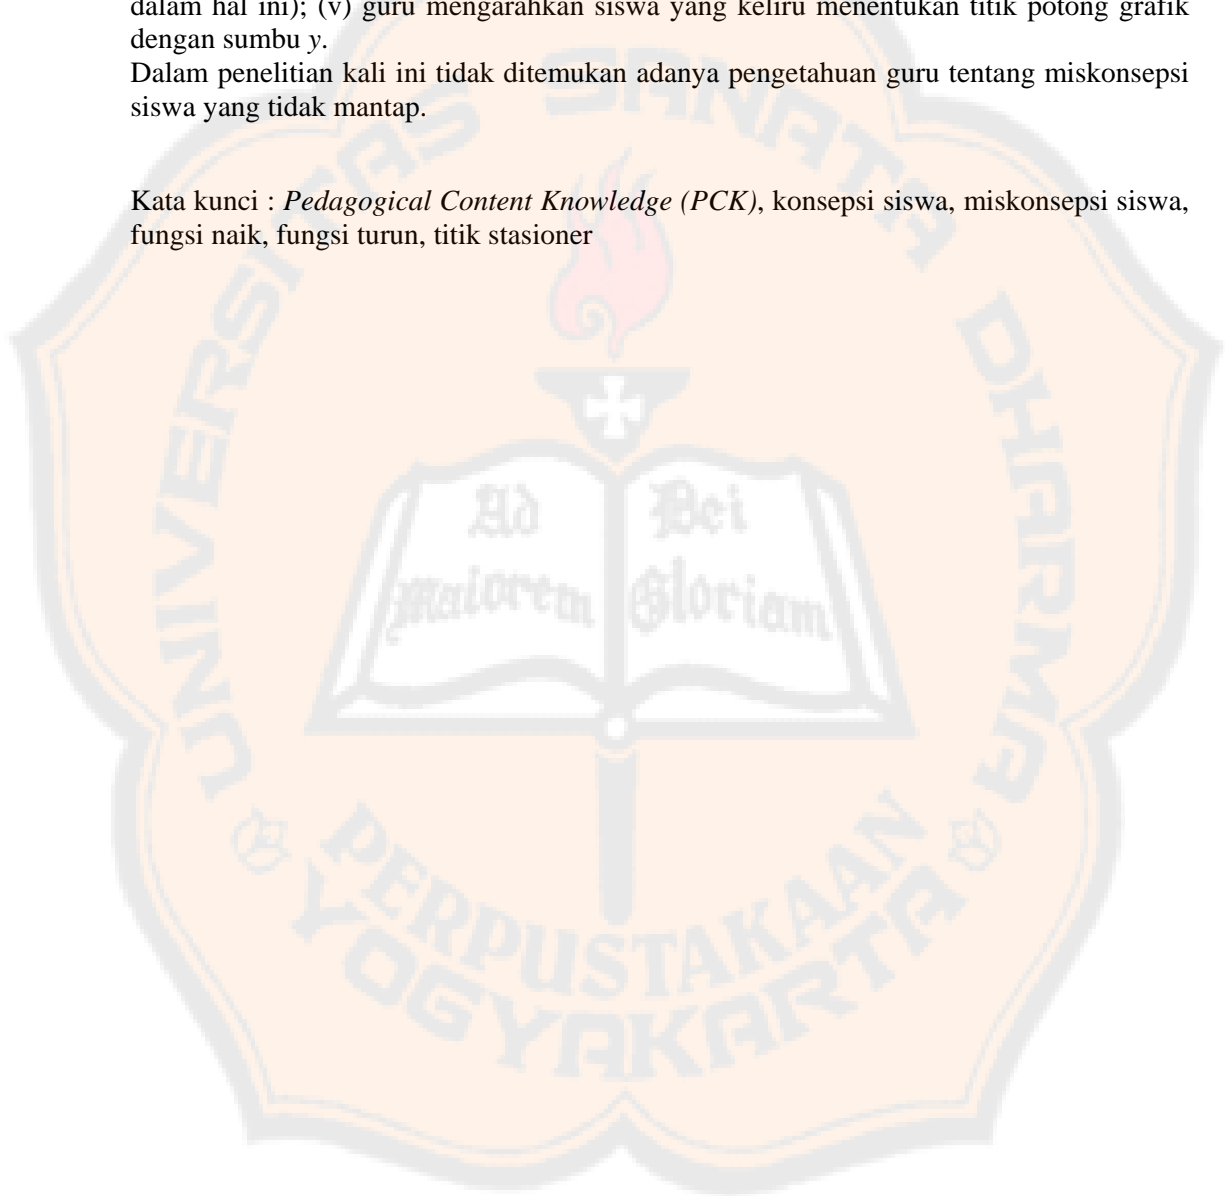 dalam hal ini); (v) guru mengarahkan siswa yang keliru menentukan titik potong grafik
dengan sumbu y.
Dalam penelitian kali ini tidak ditemukan adanya pengetahuan guru tentang miskonsepsi
siswa yang tidak mantap.
Kata kunci : Pedagogical Content Knowledge (PCK), konsepsi siswa, miskonsepsi siswa,
fungsi naik, fungsi turun, titik stasioner
UNIVERSITAS SANATA DHARMA
Ad Dei
Maiorem Gloriam
PERPUSTAKAAN
YOGYAKARTA